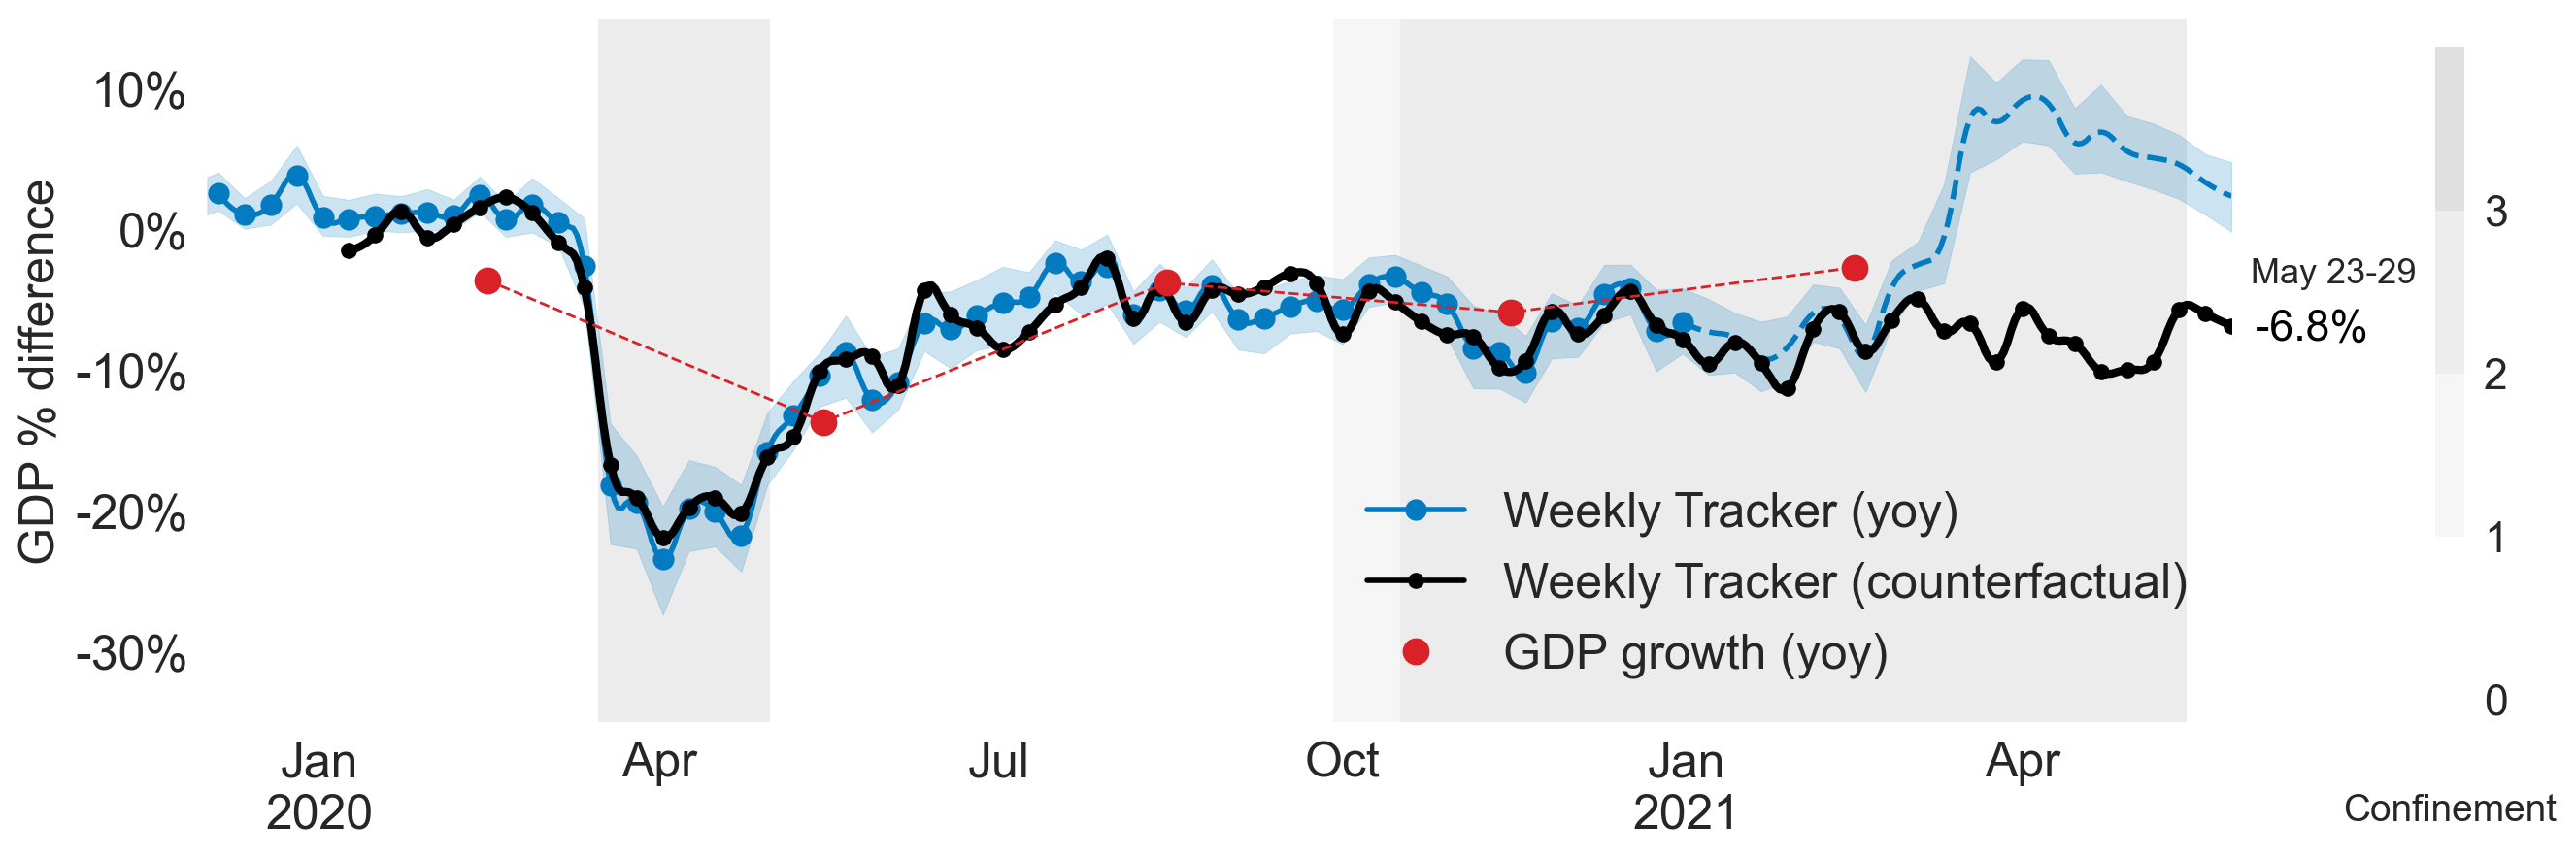 GDP % difference
10%
0%
-10%
-20%
-30%
Jan
2020
Apr
Jul
Oct
Jan
2021
Apr
Weekly Tracker (yoy)
Weekly Tracker (counterfactual)
GDP growth (yoy)
May 23-29
-6.8%
3
2
1
0
Confinement